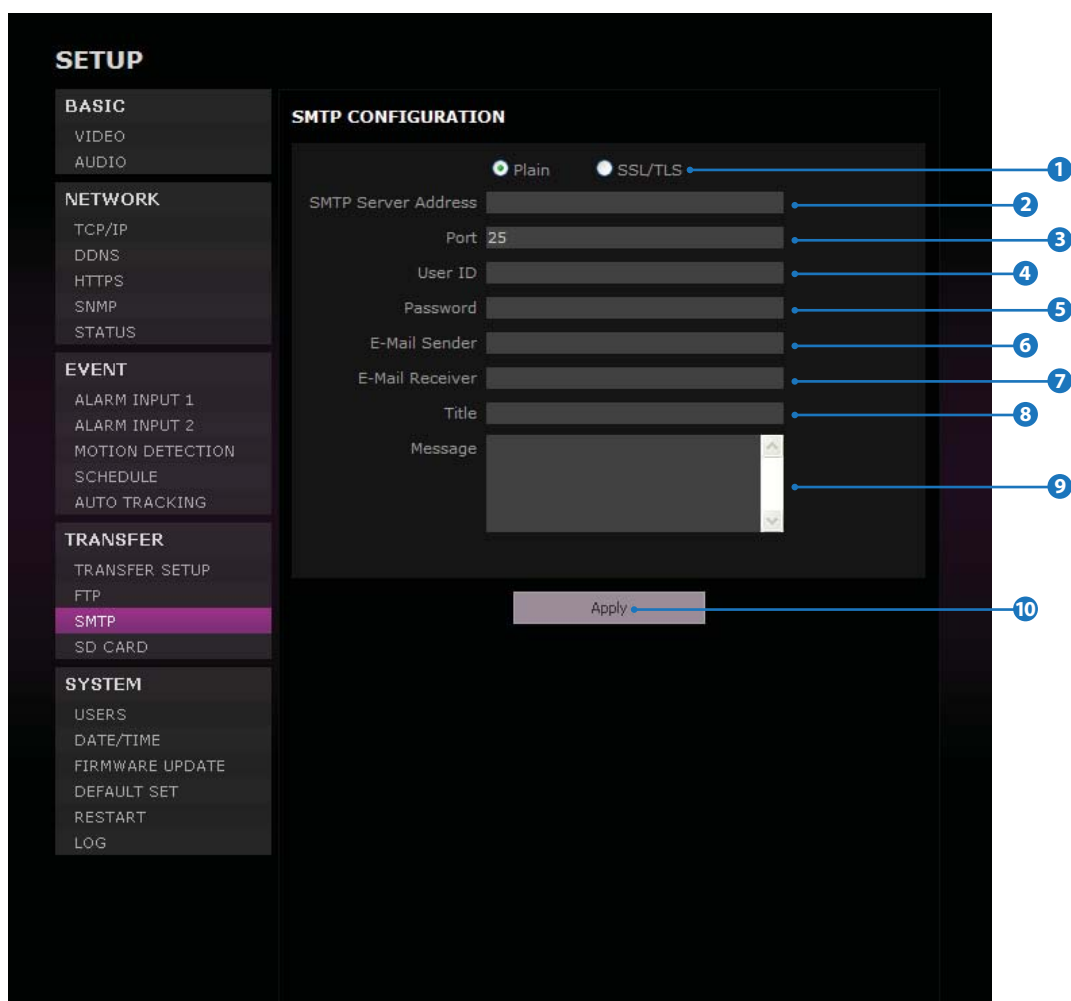 SETUP
BASIC
VIDEO
AUDIO
NETWORK
TCP/IP
DDNS
HTTPS
SNMP
STATUS
EVENT
ALARM INPUT 1
ALARM INPUT 2
MOTION DETECTION
SCHEDULE
AUTO TRACKING
TRANSFER
TRANSFER SETUP
FTP
SMTP
SD CARD
SYSTEM
USERS
DATE/TIME
FIRMWARE UPDATE
DEFAULT SET
RESTART
LOG
SMTP CONFIGURATION
Plain SSL/TLS 1
SMTP Server Address 2
Port 25 3
User ID 4
Password 5
E-Mail Sender 6
E-Mail Receiver 7
Title 8
Message 9
Apply 10